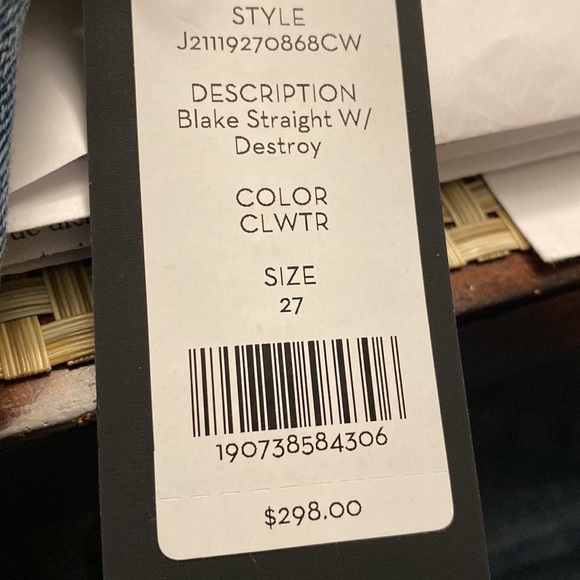 STYLE
J21119270868CW
DESCRIPTION
Blake Straight W/
Destroy
COLOR
CLWTR
SIZE
27
190738584306
$298.00